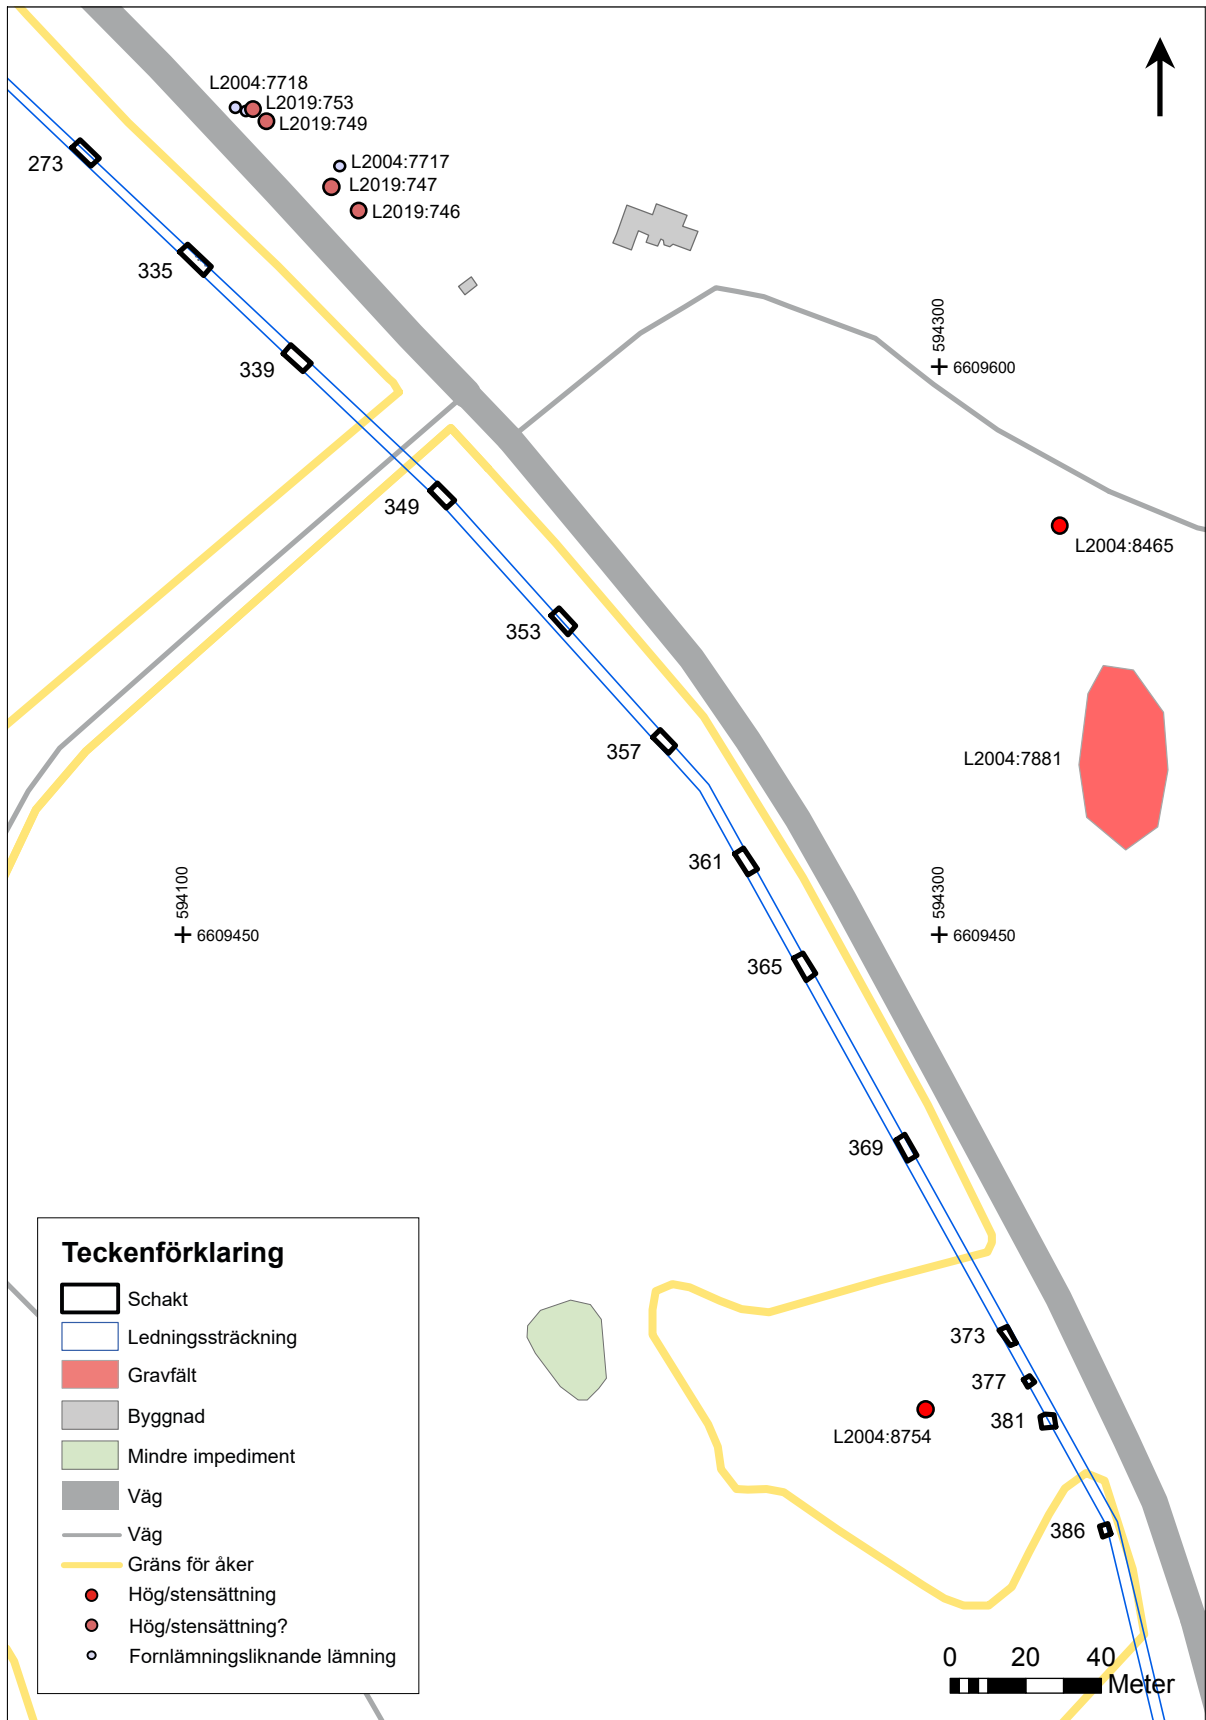 L2004:7718
L2019:753
L2019:749
273
L2004:7717
L2019:747
L2019:746
335
339
594300
6609600
349
L2004:8465
353
357
L2004:7881
361
594100
6609450
594300
6609450
365
369
373
377
381
L2004:8754
386
Teckenförklaring
Schakt
Ledningssträckning
Gravfält
Byggnad
Mindre impediment
Väg
Väg
Gräns för åker
Hög/stensättning
Hög/stensättning?
Fornlämningsliknande lämning
0 20 40
Meter